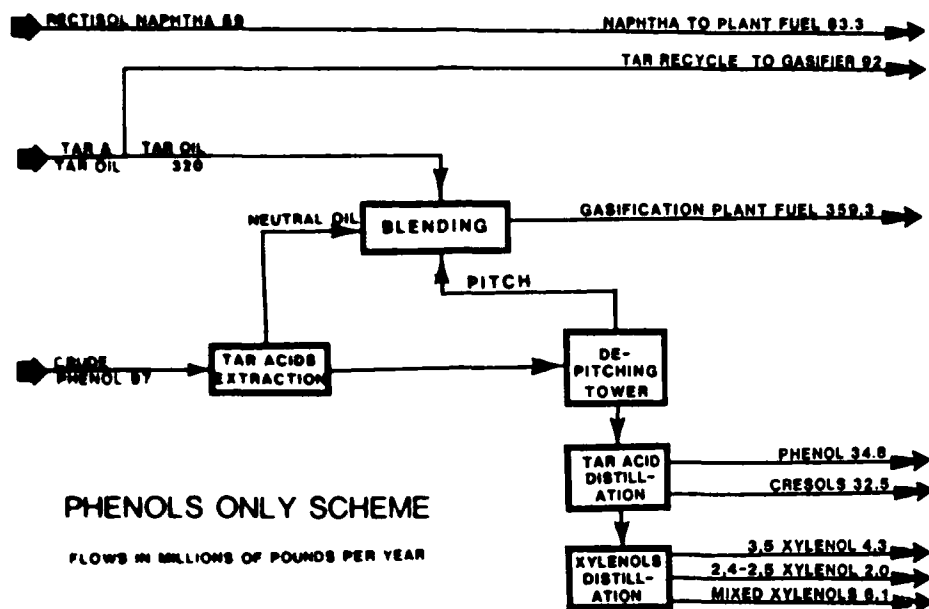 RECTISOL NAPHTHA 89
NAPHTHA TO PLANT FUEL 83.3
TAR RECYCLE TO GASIFIER 92
TAR & TAR OIL
TAR OIL 320
NEUTRAL OIL
BLENDING
GASIFICATION PLANT FUEL 359.3
PITCH
CRUDE
PHENOL 97
TAR ACIDS
EXTRACTION
DE-
PITCHING
TOWER
TAR ACID
DISTILL-
ATION
PHENOL 34.8
CRESOLS 32.5
PHENOLS ONLY SCHEME
FLOWS IN MILLIONS OF POUNDS PER YEAR
XYLENOLS
DISTILL-
ATION
3,5 XYLENOL 4.3
2,4-2,5 XYLENOL 2.0
MIXED XYLENOLS 6.1